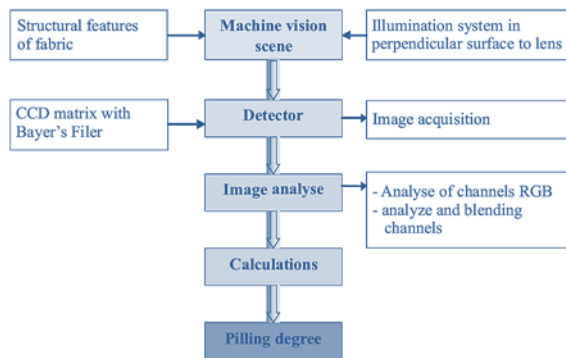 Structural features
of fabric
Machine vision
scene
Illumination system in
perpendicular surface to lens
CCD matrix with
Bayer's Filer
Detector
Image acquisition
Image analyse
- Analyse of channels RGB
- analyze and blending
channels
Calculations
Pilling degree